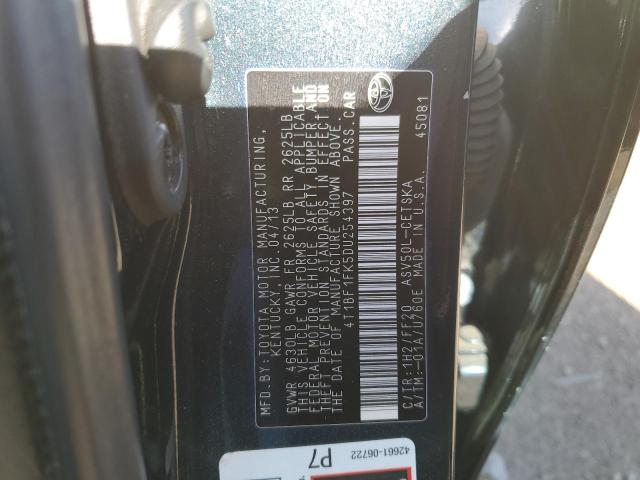 MFD.BY:TOYOTA MOTOR MANUFACTURING,
KENTUCKY, INC. 04/13
GVWR 4630LB GAWR FR 2625LB RR 2625LB
THIS VEHICLE CONFORMS TO ALL APPLICABLE
FEDERAL MOTOR VEHICLE SAFETY, BUMPER, AND
THEFT PREVENTION STANDARDS IN EFFECT ON
THE DATE OF MANUFACTURE SHOWN ABOVE.
4T1BF1FK5DU254397 PASS.CAR
C/TR:1H2/FF20 ASV50L-CETSKA
A/TM:-01A/U760E MADE IN U.S.A. 45081
42661-06722
P7